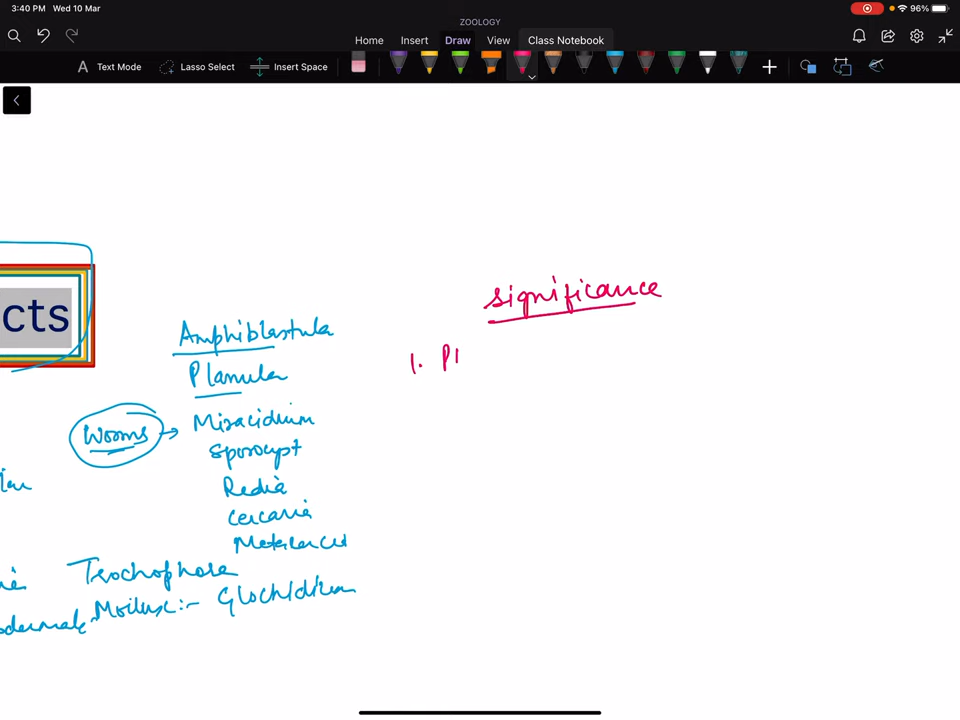 3:40 PM Wed 10 Mar
96%
ZOOLOGY
Home Insert Draw View Class Notebook
Text Mode Lasso Select Insert Space
significance
cts
Amphiblastula
Planula
1. Pl
Worms → Miracidium
Sporocyst
Redia
Cercaria
Trochophore
Mollusc:- Glochidium